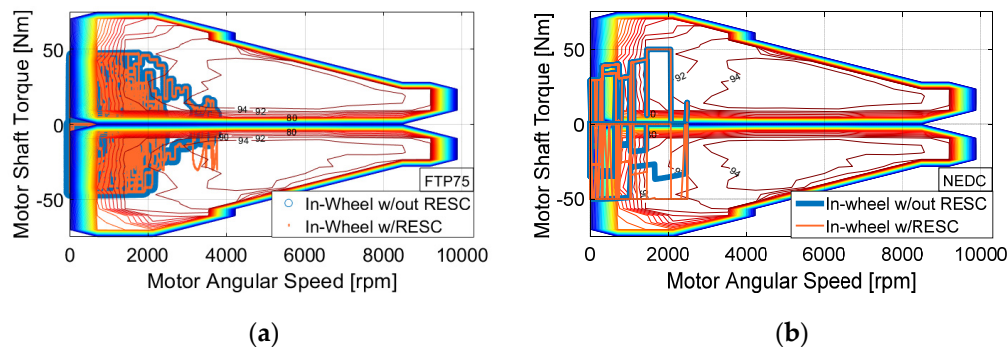 Motor Shaft Torque [Nm]
50
0
-50
94
92
80
80
80
94
92
FTP75
In-Wheel w/out RESC
In-Wheel w/RESC
0 2000 4000 6000 8000 10000
Motor Angular Speed [rpm]
(a)
Motor Shaft Torque [Nm]
50
0
-50
92
94
94
NEDC
In-wheel w/out RESC
In-wheel w/RESC
0 2000 4000 6000 8000 10000
Motor Angular Speed [rpm]
(b)